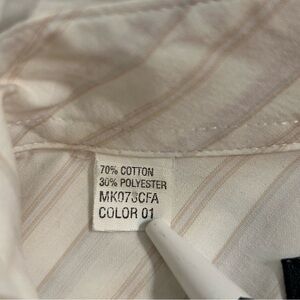 70% COTTON
30% POLYESTER
MK073CFA
COLOR 01